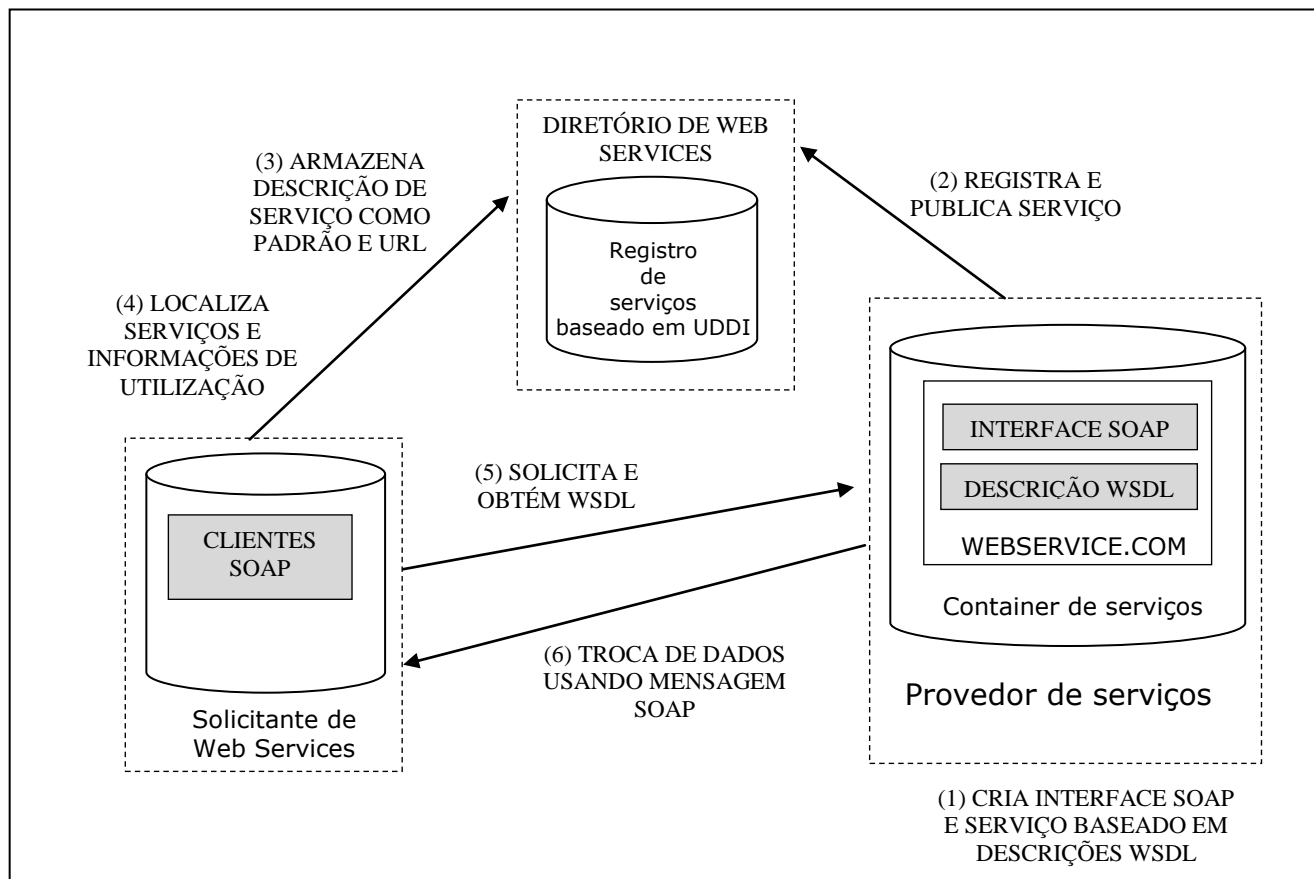 DIRETÓRIO DE WEB
SERVICES
Registro
de
serviços
baseado em UDDI
(3) ARMAZENA
DESCRIÇÃO DE
SERVIÇO COMO
PADRÃO E URL
(2) REGISTRA E
PUBLICA SERVIÇO
(4) LOCALIZA
SERVIÇOS E
INFORMAÇÕES DE
UTILIZAÇÃO
INTERFACE SOAP
DESCRIÇÃO WSDL
WEBSERVICE.COM
Container de serviços
Provedor de serviços
(5) SOLICITA E
OBTÉM WSDL
CLIENTES
SOAP
Solicitante de
Web Services
(6) TROCA DE DADOS
USANDO MENSAGEM
SOAP
(1) CRIA INTERFACE SOAP
E SERVIÇO BASEADO EM
DESCRIÇÕES WSDL